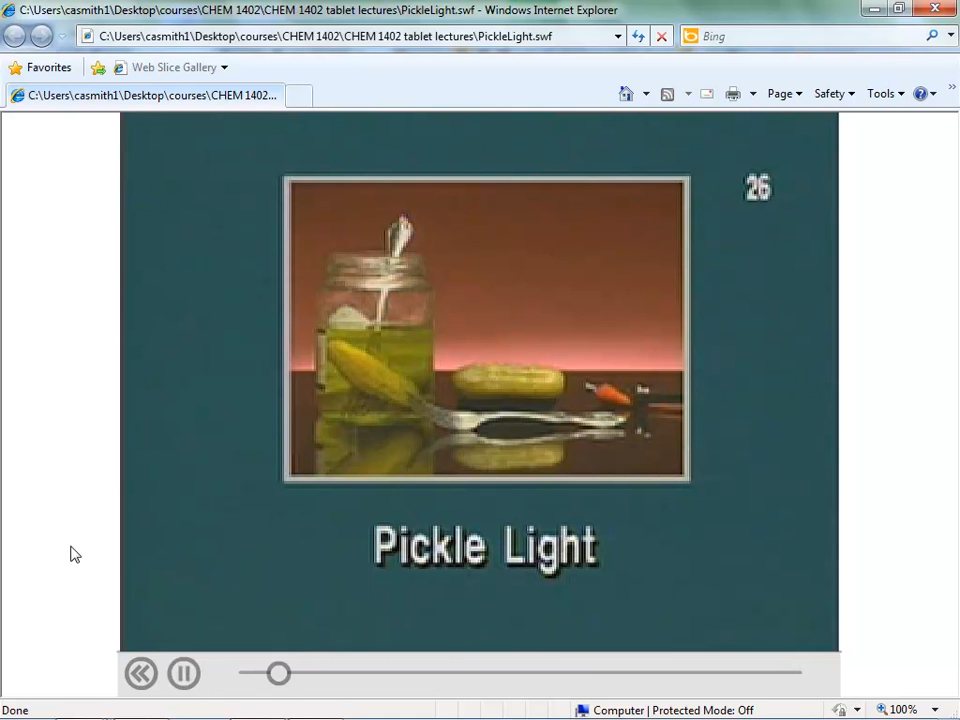 C:\Users\casmith1\Desktop\courses\CHEM 1402\CHEM 1402 tablet lectures\PickleLight.swf - Windows Internet Explorer
C:\Users\casmith1\Desktop\courses\CHEM 1402\CHEM 1402 tablet lectures\PickleLight.swf
Bing
Favorites
Web Slice Gallery
C:\Users\casmith1\Desktop\courses\CHEM 1402...
Page
Safety
Tools
26
Pickle Light
Done
Computer | Protected Mode: Off
100%